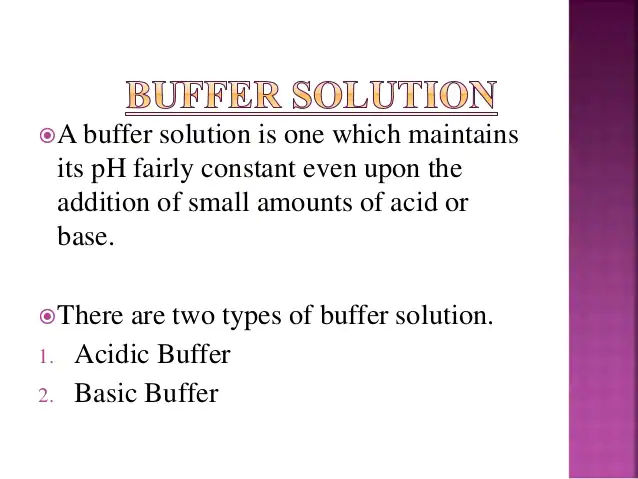 BUFFER SOLUTION
A buffer solution is one which maintains
its pH fairly constant even upon the
addition of small amounts of acid or
base.
There are two types of buffer solution.
1. Acidic Buffer
2. Basic Buffer